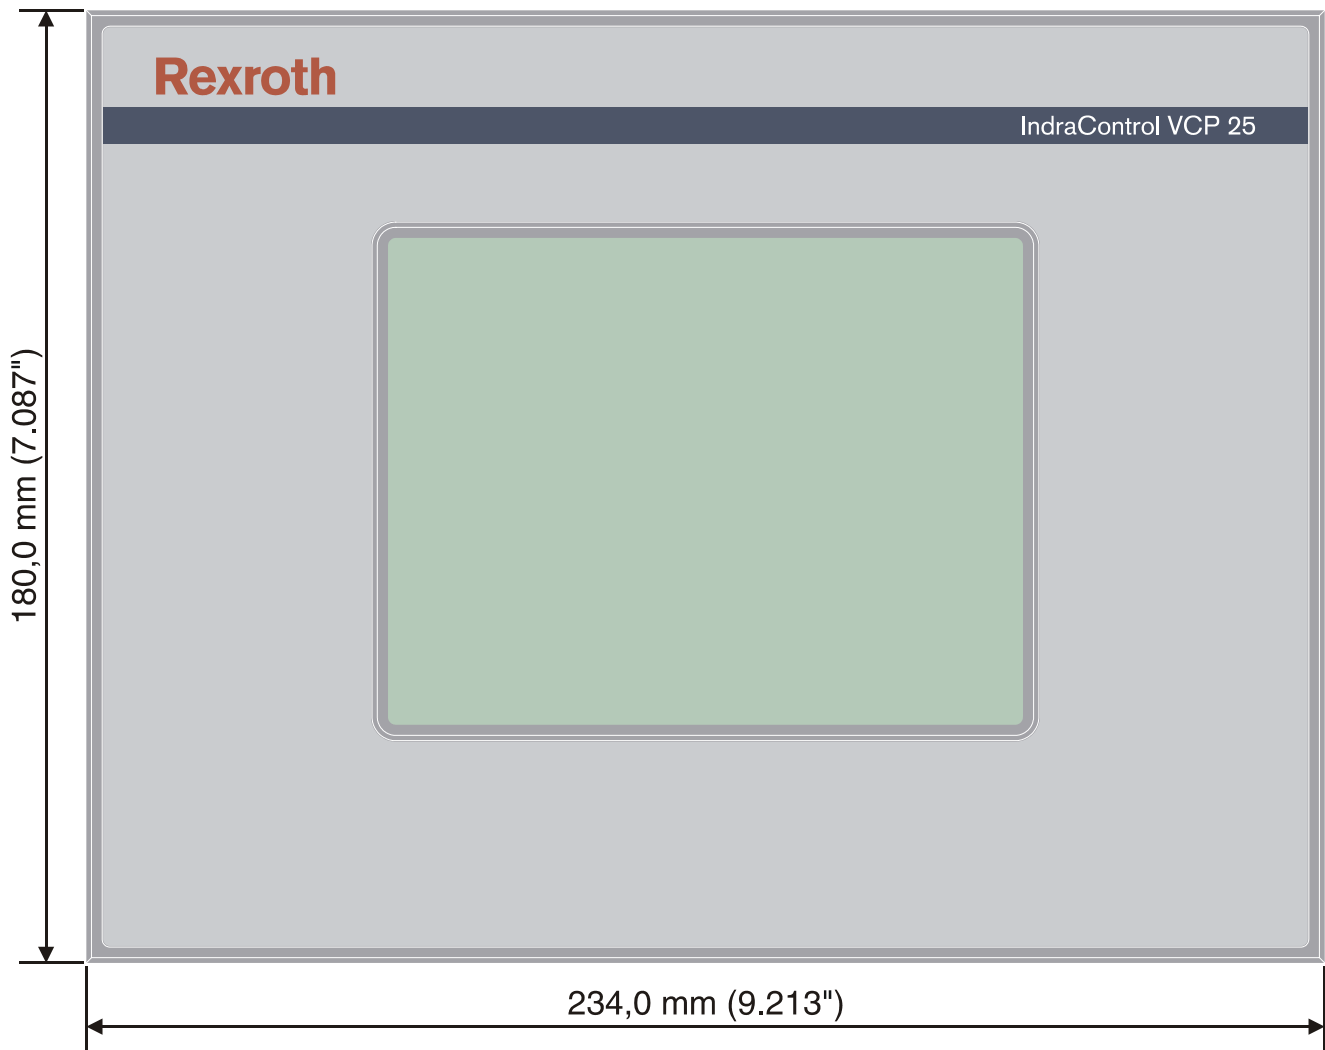 Rexroth
IndraControl VCP 25
180,0 mm (7.087")
234,0 mm (9.213")